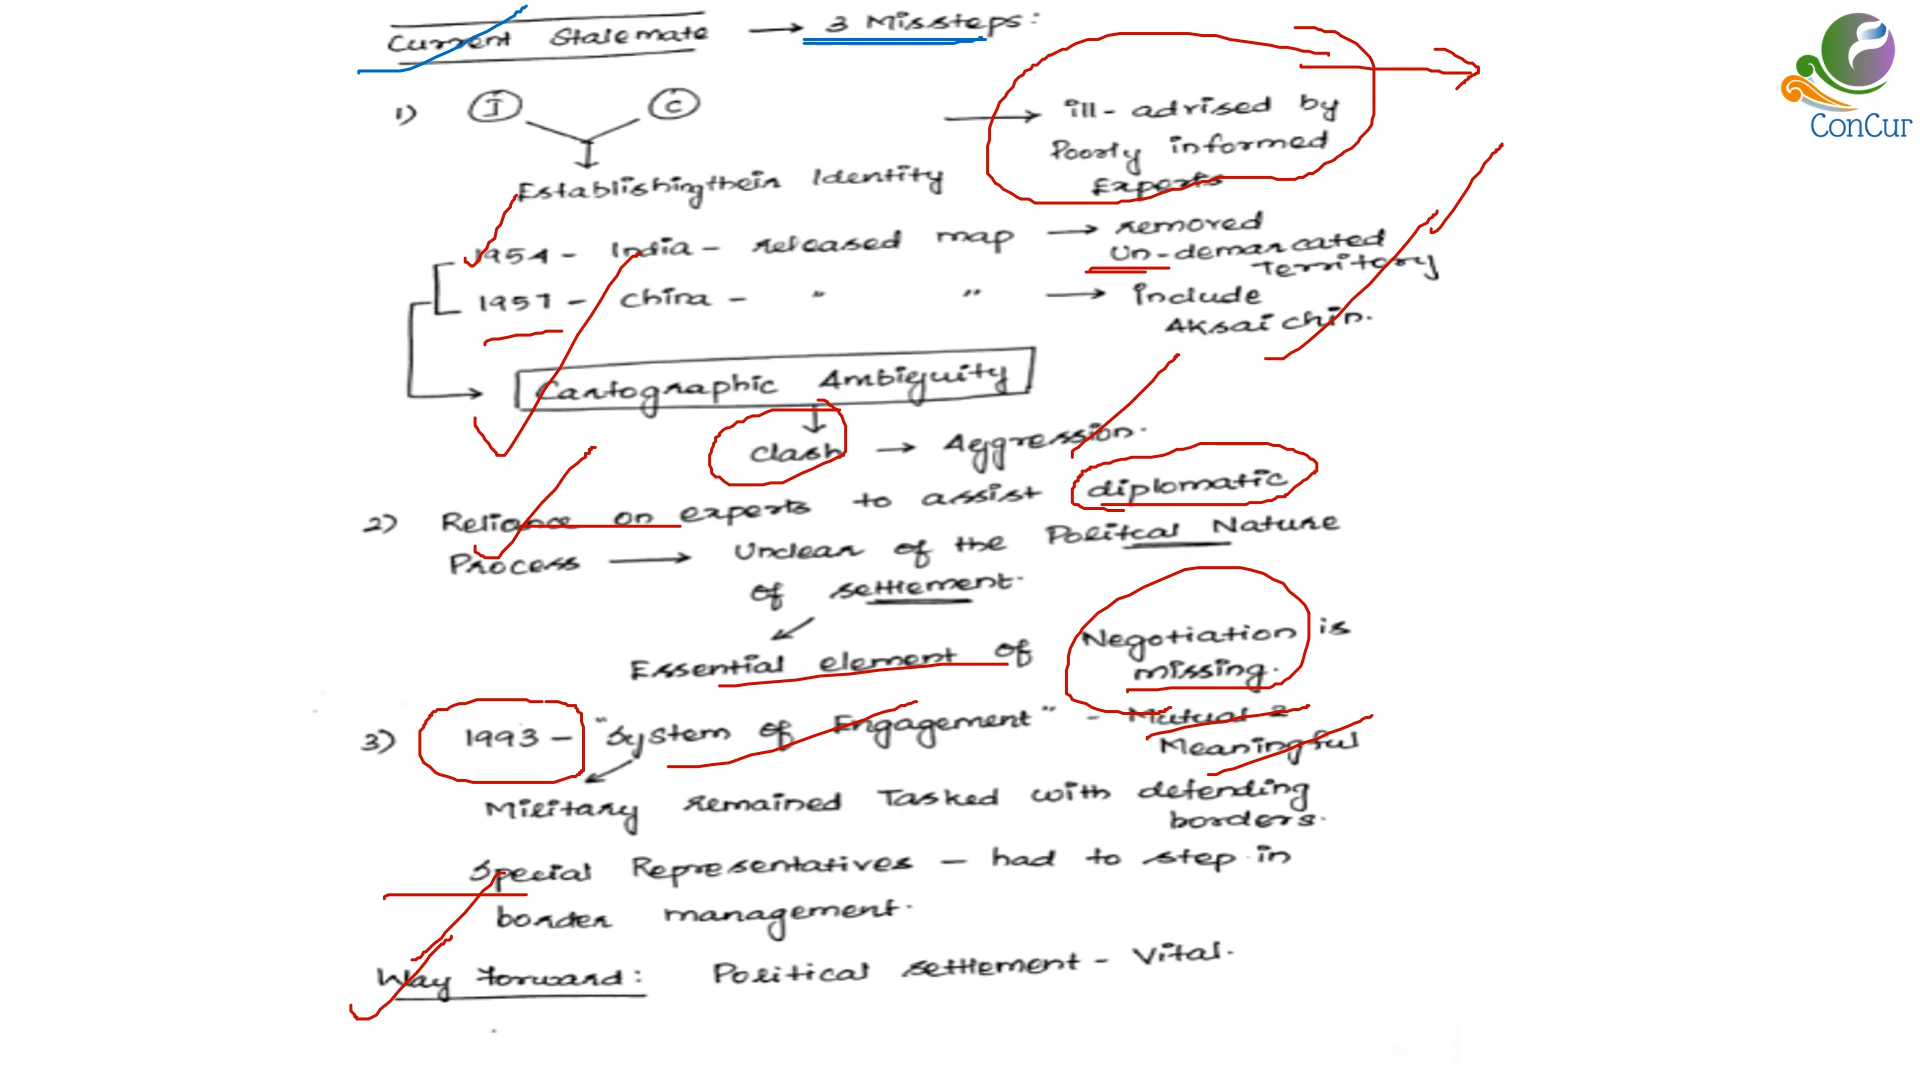 Current Stalemate → 3 Missteps:
ConCur
1) I C → ill-advised by
Poorly informed
Experts
Establishing their Identity
1954 - India - released map → removed
Un-demarcated
Territory
1957 - China - " " → include
Aksai chin.
Cartographic Ambiguity
clash → Aggression.
2) Reliance on experts to assist diplomatic
Process → Unclear of the Politcal Nature
of settlement.
Essential element of Negotiation is
missing.
3) 1993 - "System of Engagement" - Mutual &
Meaningful
Military remained Tasked with defending
borders.
Special Representatives - had to step in
border management.
Way forward: Political settlement - Vital.